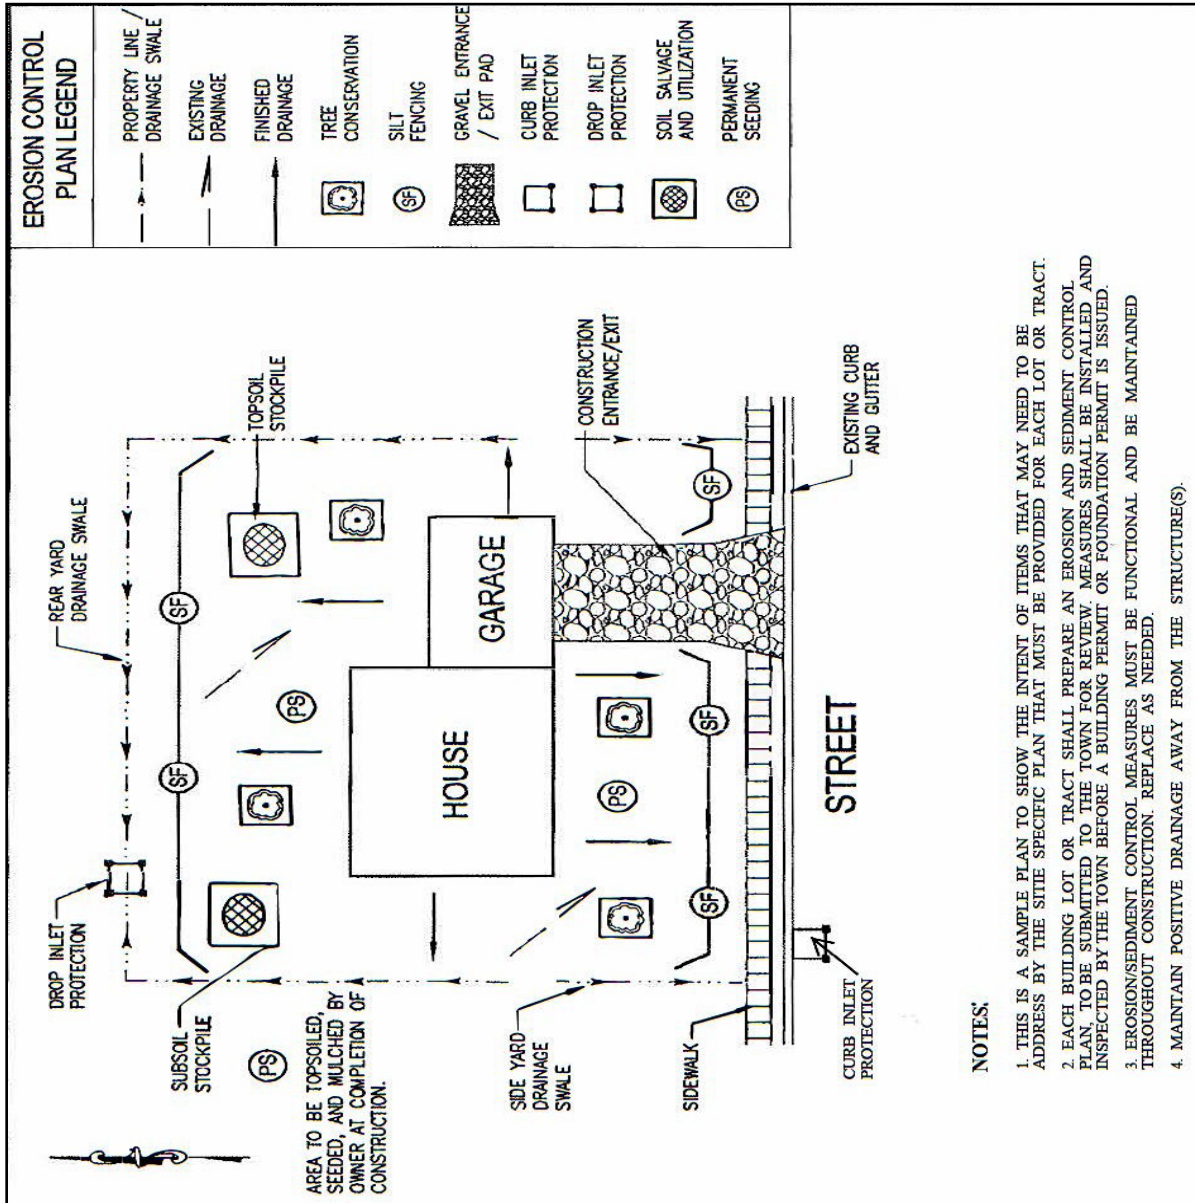 EROSION CONTROL
PLAN LEGEND
PROPERTY LINE /
DRAINAGE SWALE /
EXISTING
DRAINAGE
FINISHED
DRAINAGE
TREE
CONSERVATION
SF
SILT
FENCING
GRAVEL ENTRANCE
/ EXIT PAD
CURB INLET
PROTECTION
DROP INLET
PROTECTION
SOIL SALVAGE
AND UTILIZATION
PS
PERMANENT
SEEDING
DROP INLET
PROTECTION
REAR YARD
DRAINAGE SWALE
SUBSOIL
STOCKPILE
SF
SF
TOPSOIL
STOCKPILE
PS
AREA TO BE TOPSOILED,
SEEDED, AND MULCHED BY
OWNER AT COMPLETION OF
CONSTRUCTION.
PS
HOUSE
GARAGE
SIDE YARD
DRAINAGE
SWALE
PS
CONSTRUCTION
ENTRANCE/EXIT
SF
SF
SF
SIDEWALK
CURB INLET
PROTECTION
STREET
EXISTING CURB
AND GUTTER
NOTES:
1. THIS IS A SAMPLE PLAN TO SHOW THE INTENT OF ITEMS THAT MAY NEED TO BE
ADDRESS BY THE SITE SPECIFIC PLAN THAT MUST BE PROVIDED FOR EACH LOT OR TRACT.
2. EACH BUILDING LOT OR TRACT SHALL PREPARE AN EROSION AND SEDIMENT CONTROL
PLAN, TO BE SUBMITTED TO THE TOWN FOR REVIEW. MEASURES SHALL BE INSTALLED AND
INSPECTED BY THE TOWN BEFORE A BUILDING PERMIT OR FOUNDATION PERMIT IS ISSUED.
3. EROSION/SEDIMENT CONTROL MEASURES MUST BE FUNCTIONAL AND BE MAINTAINED
THROUGHOUT CONSTRUCTION. REPLACE AS NEEDED.
4. MAINTAIN POSITIVE DRAINAGE AWAY FROM THE STRUCTURE(S).